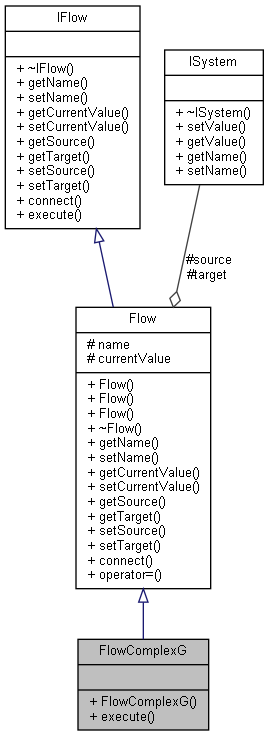 IFlow
+ ~IFlow()
+ getName()
+ setName()
+ getCurrentValue()
+ setCurrentValue()
+ getSource()
+ getTarget()
+ setSource()
+ setTarget()
+ connect()
+ execute()
ISystem
+ ~ISystem()
+ setValue()
+ getValue()
+ getName()
+ setName()
#source
#target
Flow
# name
# currentValue
+ Flow()
+ Flow()
+ Flow()
+ ~Flow()
+ getName()
+ setName()
+ getCurrentValue()
+ setCurrentValue()
+ getSource()
+ getTarget()
+ setSource()
+ setTarget()
+ connect()
+ operator=()
FlowComplexG
+ FlowComplexG()
+ execute()